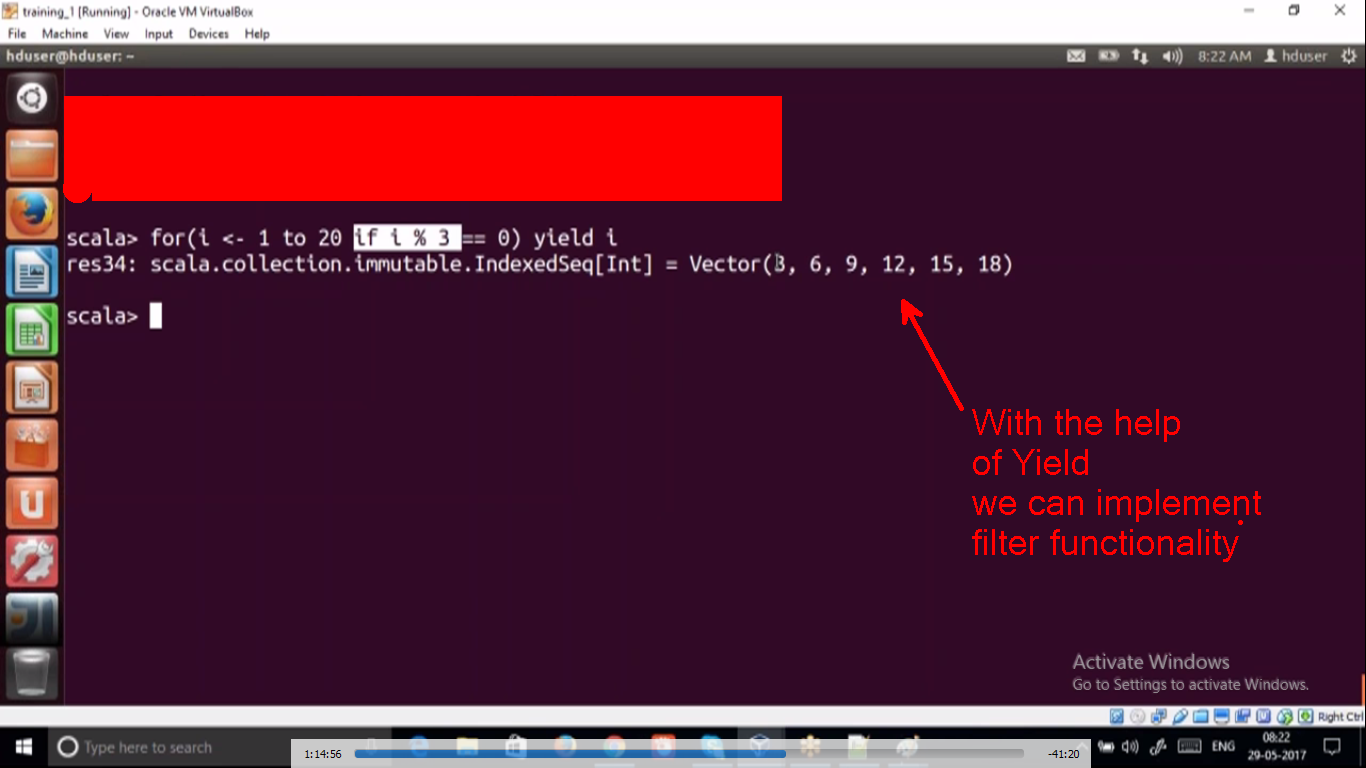 training_1 [Running] - Oracle VM VirtualBox
File Machine View Input Devices Help
hduser@hduser: ~
8:22 AM hduser
scala> for(i <- 1 to 20 if i % 3 == 0) yield i
res34: scala.collection.immutable.IndexedSeq[Int] = Vector(3, 6, 9, 12, 15, 18)
scala>
With the help
of Yield
we can implement
filter functionality
Activate Windows
Go to Settings to activate Windows.
Right Ctrl
Type here to search
1:14:56
-41:20
ENG
08:22
29-05-2017